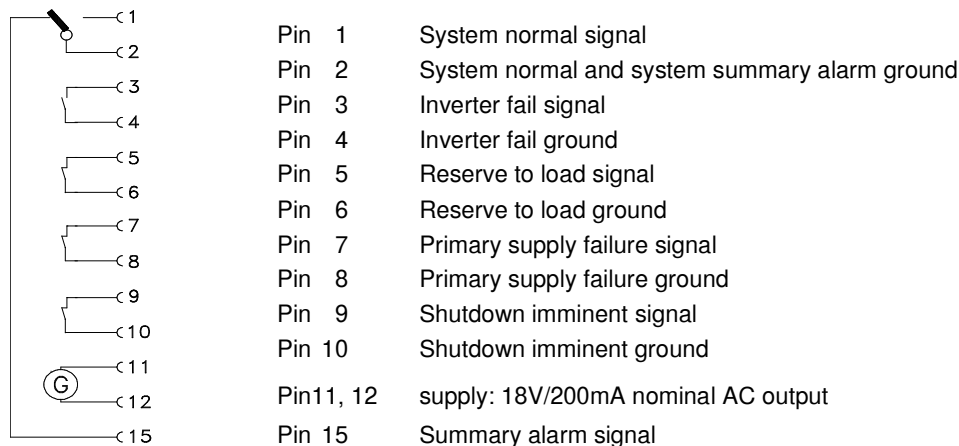 1
2
3
4
5
6
7
8
9
10
11
G
12
15
Pin 1 System normal signal
Pin 2 System normal and system summary alarm ground
Pin 3 Inverter fail signal
Pin 4 Inverter fail ground
Pin 5 Reserve to load signal
Pin 6 Reserve to load ground
Pin 7 Primary supply failure signal
Pin 8 Primary supply failure ground
Pin 9 Shutdown imminent signal
Pin 10 Shutdown imminent ground
Pin11, 12 supply: 18V/200mA nominal AC output
Pin 15 Summary alarm signal